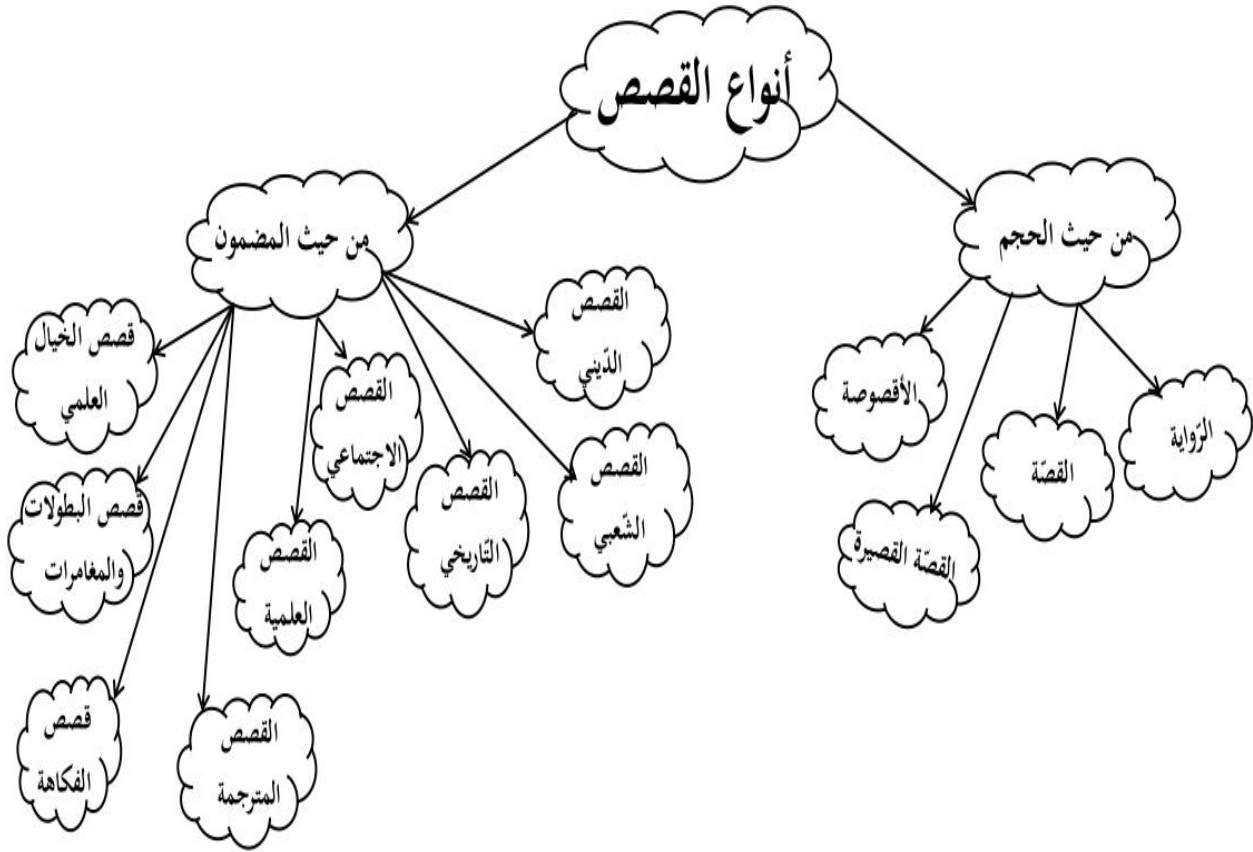 أنواع القصص
من حيث الحجم
من حيث المضمون
الرّواية
القصّة
القصّة القصيرة
الأقصوصة
القصص
الدّيني
القصص
الشّعبي
القصص
التّاريخي
القصص
الاجتماعي
القصص
العلمية
القصص
المترجمة
قصص
الفكاهة
قصص البطولات
والمغامرات
قصص الخيال
العلمي